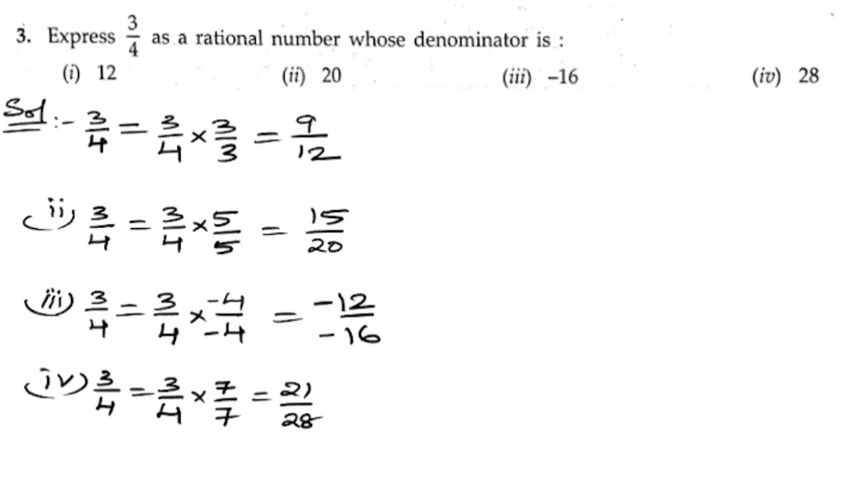 3. Express 3/4 as a rational number whose denominator is :
(i) 12 (ii) 20 (iii) –16 (iv) 28
Sol :- 3/4 = 3/4 × 3/3 = 9/12
ii) 3/4 = 3/4 × 5/5 = 15/20
(iii) 3/4 = 3/4 × -4/-4 = -12/-16
(iv) 3/4 = 3/4 × 7/7 = 21/28